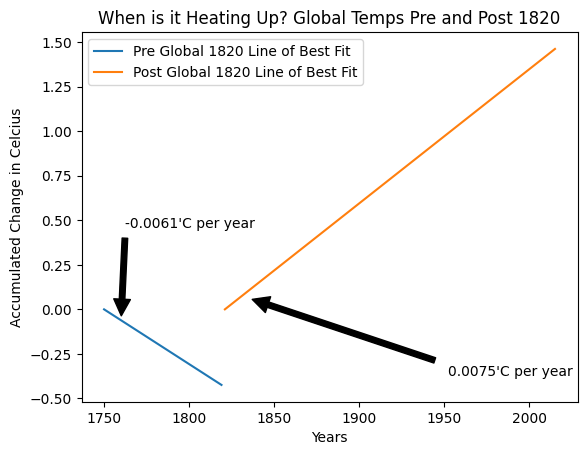 When is it Heating Up? Global Temps Pre and Post 1820
Pre Global 1820 Line of Best Fit
Post Global 1820 Line of Best Fit
1.50
1.25
1.00
0.75
0.50
0.25
0.00
−0.25
−0.50
Accumulated Change in Celcius
-0.0061'C per year
0.0075'C per year
1750 1800 1850 1900 1950 2000
Years